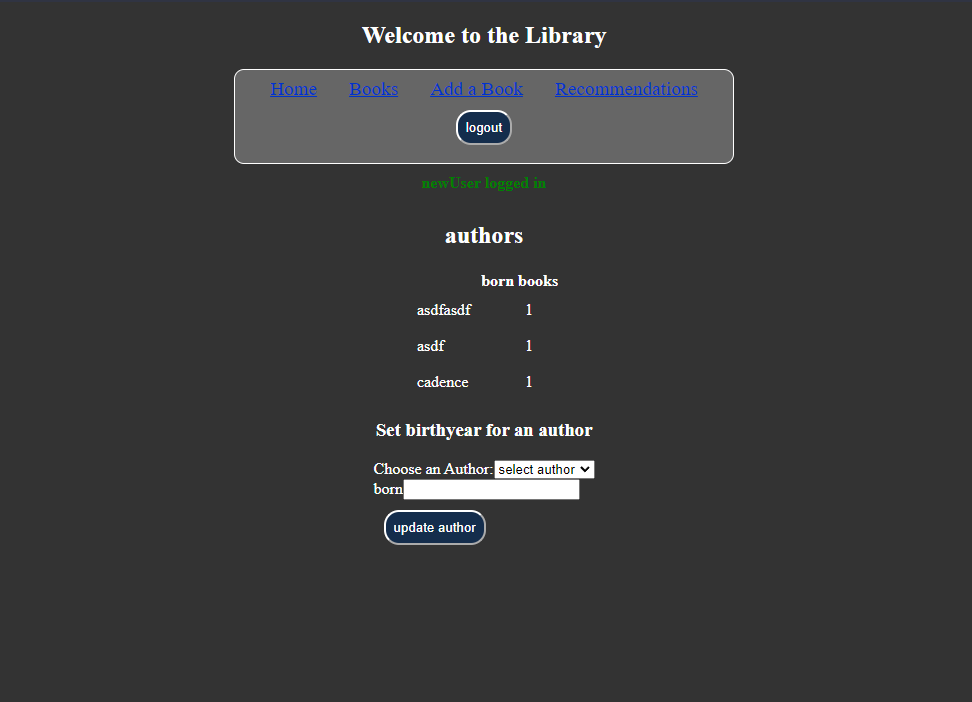 Welcome to the Library
Home Books Add a Book Recommendations
logout
newUser logged in
authors
born books
asdfasdf 1
asdf 1
cadence 1
Set birthyear for an author
Choose an Author: select author
born
update author